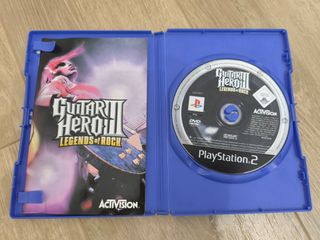 GUITAR HERO III
LEGENDS of ROCK
ACTIVISION
GUITAR HERO III
LEGENDS of ROCK
ACTIVISION
DVD
PlayStation.2